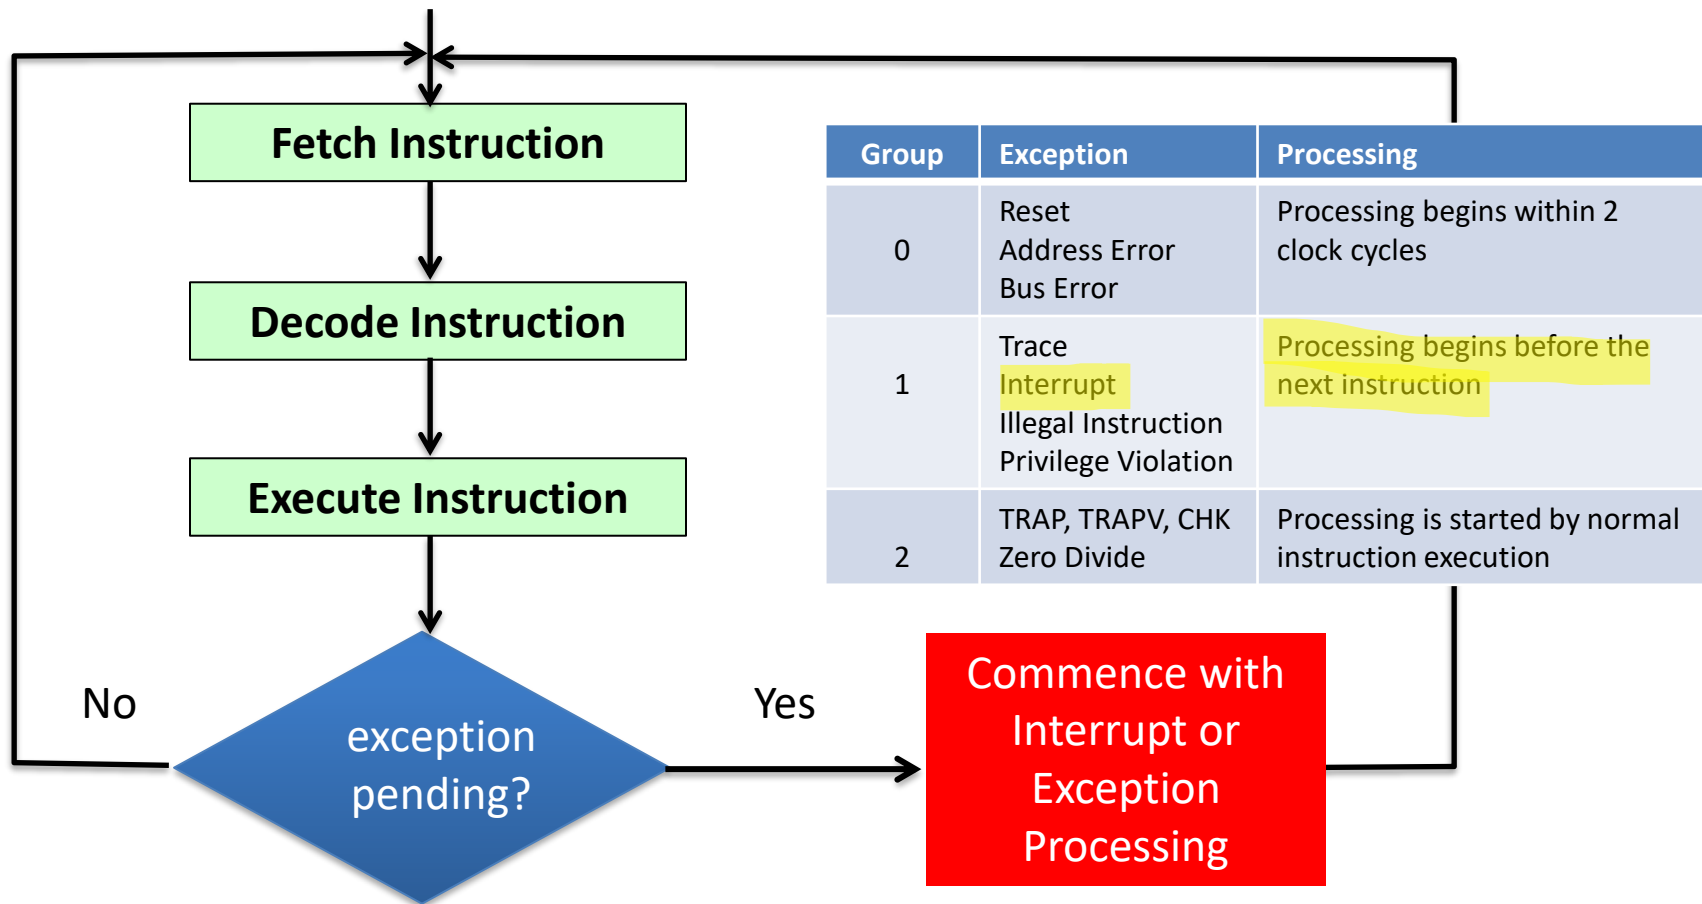 Fetch Instruction
Decode Instruction
Execute Instruction
exception
pending?
No
Yes
Commence with
Interrupt or
Exception
Processing
Group Exception Processing
0
Reset
Address Error
Bus Error
Processing begins within 2
clock cycles
1
Trace
Interrupt
Illegal Instruction
Privilege Violation
Processing begins before the
next instruction
2
TRAP, TRAPV, CHK
Zero Divide
Processing is started by normal
instruction execution